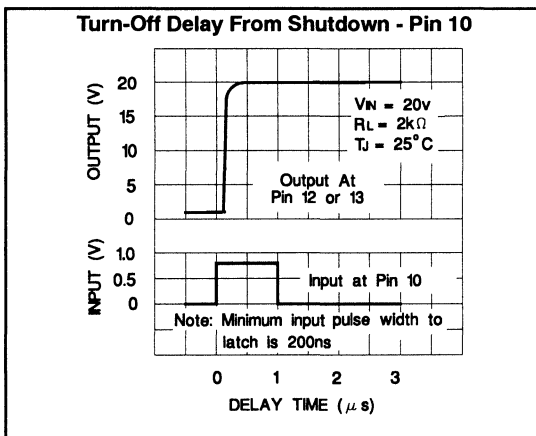 Turn-Off Delay From Shutdown - Pin 10
OUTPUT (V)
20
15
10
5
0
VIN = 20v
RL = 2kΩ
TJ = 25°C
Output At
Pin 12 or 13
INPUT (V)
1.0
0.5
0
Input at Pin 10
Note: Minimum input pulse width to
latch is 200ns
0 1 2 3
DELAY TIME (μs)